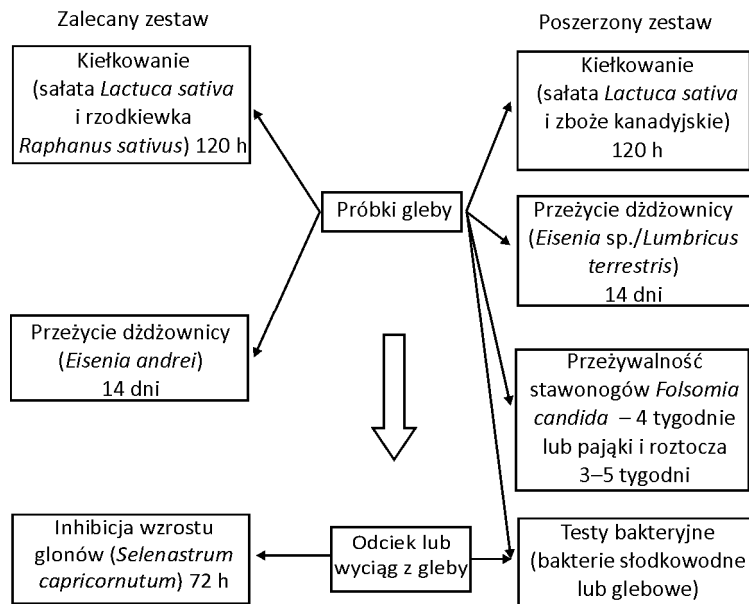 Zalecany zestaw
Kiełkowanie
(sałata Lactuca sativa
i rzodkiewka
Raphanus sativus) 120 h
Przeżycie dżdżownicy
(Eisenia andrei)
14 dni
Inhibicja wzrostu
glonów (Selenastrum
capricornutum) 72 h
Próbki gleby
Odciek lub
wyciąg z gleby
Poszerzony zestaw
Kiełkowanie
(sałata Lactuca sativa
i zboże kanadyjskie)
120 h
Przeżycie dżdżownicy
(Eisenia sp./Lumbricus
terrestris)
14 dni
Przeżywalność
stawonogów Folsomia
candida – 4 tygodnie
lub pająki i roztocza
3–5 tygodni
Testy bakteryjne
(bakterie słodkowodne
lub glebowe)